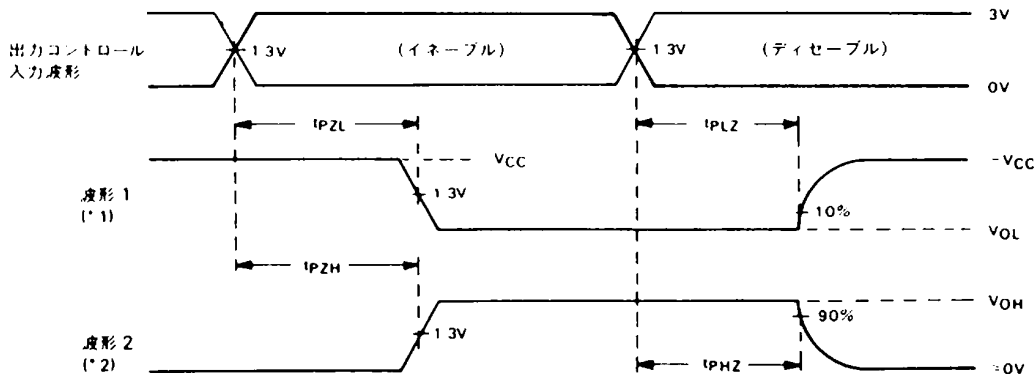 3V
出力コントロール
入力波形
1.3V
(イネーブル)
1.3V
(ディセーブル)
0V
tPZL
tPLZ
VCC
≈VCC
波形 1
(*1)
1.3V
10%
VOL
tPZH
VOH
90%
波形 2
(*2)
1.3V
tPHZ
≈0V